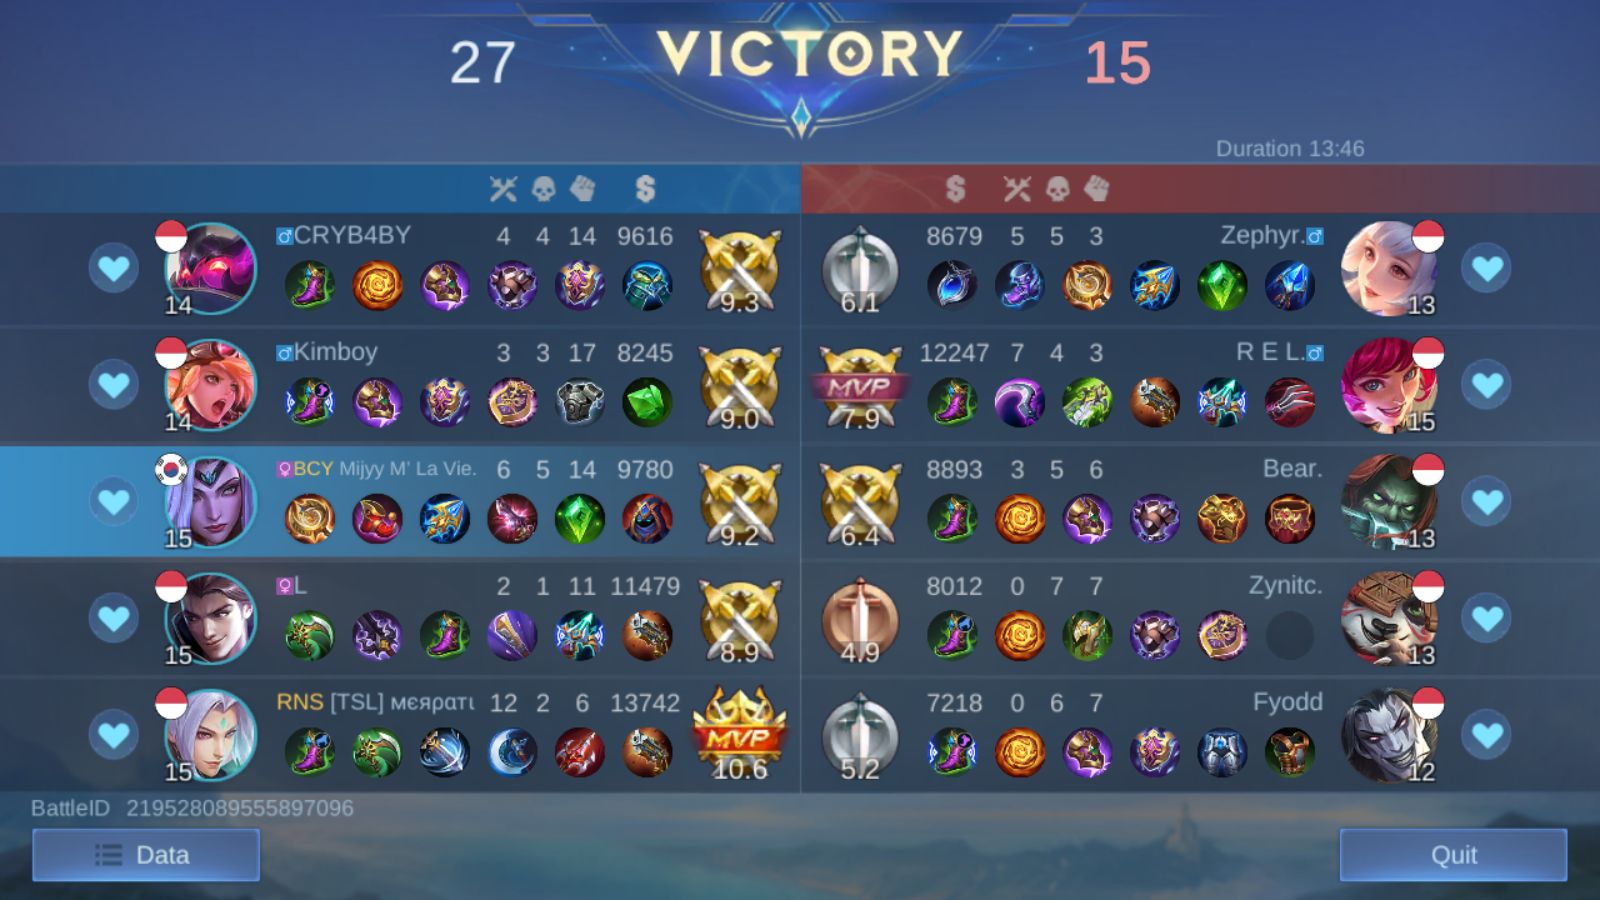 27 VICTORY 15
Duration 13:46
CRYB4BY 4 4 14 9616
14 9.3
8679 5 5 3 Zephyr.
6.1 13
Kimboy 3 3 17 8245
14 9.0
12247 7 4 3 R E L.
MVP 7.9 15
BCY Mijyy M' La Vie. 6 5 14 9780
15 9.2
8893 3 5 6 Bear.
6.4 13
L 2 1 11 11479
15 8.9
8012 0 7 7 Zynitc.
4.9 13
RNS [TSL] мєяραтι 12 2 6 13742
15 MVP 10.6
7218 0 6 7 Fyodd
5.2 12
BattleID 219528089555897096
Data
Quit